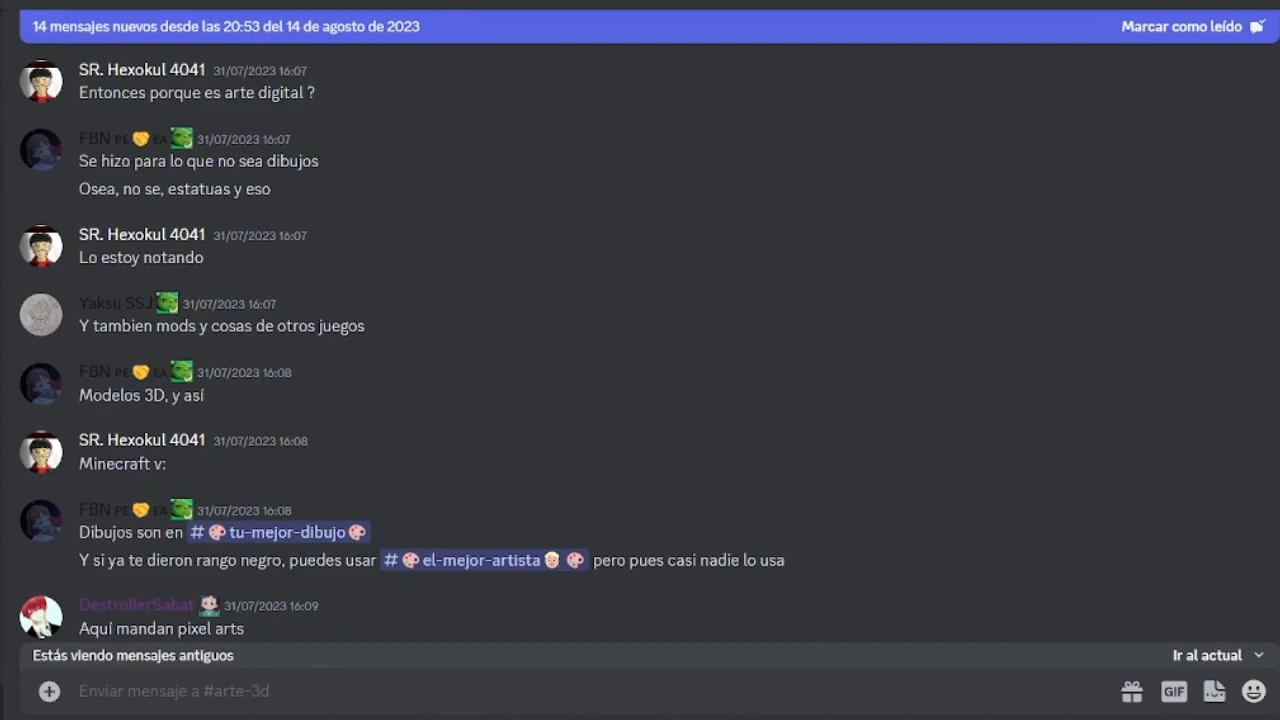 14 mensajes nuevos desde las 20:53 del 14 de agosto de 2023 Marcar como leído
SR. Hexokul 4041 31/07/2023 16:07
Entonces porque es arte digital ?
FBN PE🤝EA 31/07/2023 16:07
Se hizo para lo que no sea dibujos
Osea, no se, estatuas y eso
SR. Hexokul 4041 31/07/2023 16:07
Lo estoy notando
Yaksu SSJ 31/07/2023 16:07
Y tambien mods y cosas de otros juegos
FBN PE🤝EA 31/07/2023 16:08
Modelos 3D, y así
SR. Hexokul 4041 31/07/2023 16:08
Minecraft v:
FBN PE🤝EA 31/07/2023 16:08
Dibujos son en #🎨tu-mejor-dibujo🎨
Y si ya te dieron rango negro, puedes usar #🎨el-mejor-artista🎨 pero pues casi nadie lo usa
DestrollerSabat 31/07/2023 16:09
Aquí mandan pixel arts
Estás viendo mensajes antiguos Ir al actual
Enviar mensaje a #arte-3d
GIF